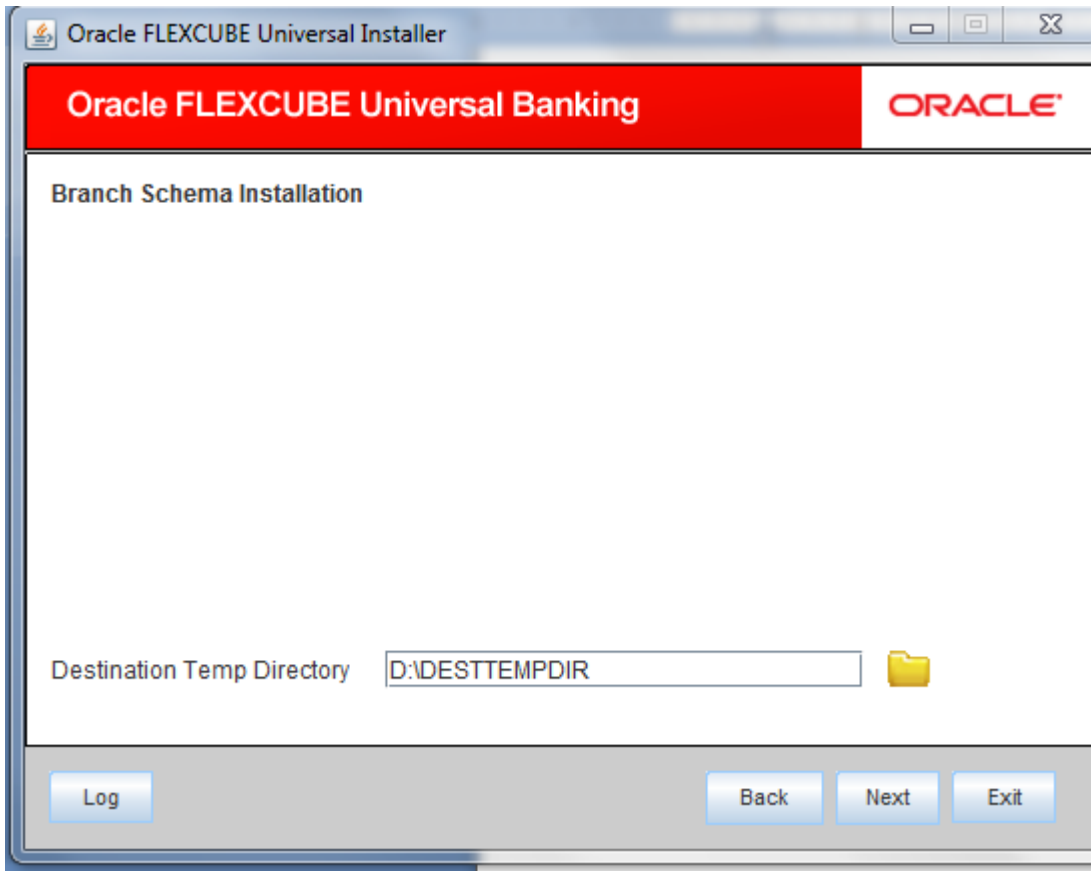 Oracle FLEXCUBE Universal Installer
Oracle FLEXCUBE Universal Banking
ORACLE
Branch Schema Installation
Destination Temp Directory D:\DESTTEMPDIR
Log Back Next Exit